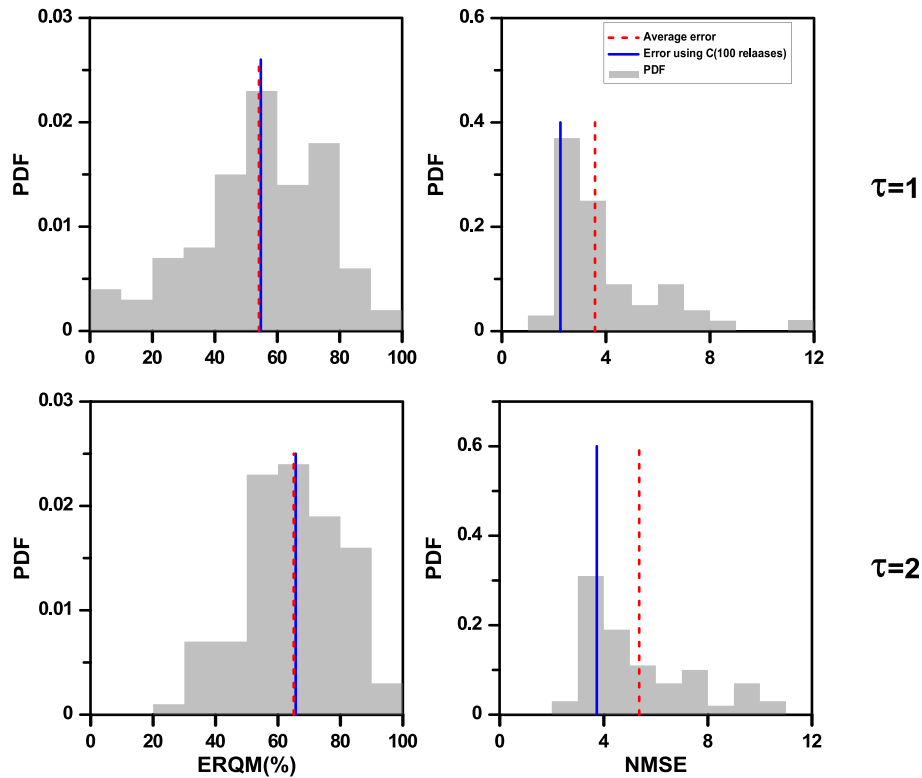 0.03
0.02
0.01
0
PDF
0 20 40 60 80 100
0.6
0.4
0.2
0
PDF
0 4 8 12
Average error
Error using C(100 relaases)
PDF
τ=1
0.03
0.02
0.01
0
PDF
0 20 40 60 80 100
ERQM(%)
0.6
0.4
0.2
0
PDF
0 4 8 12
NMSE
τ=2